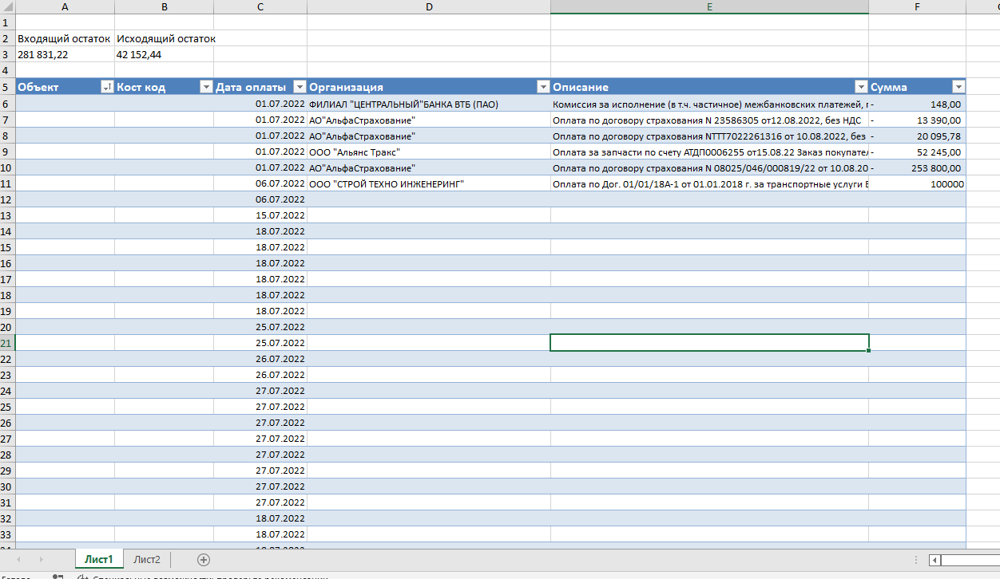 A B C D E F
1
2 Входящий остаток Исходящий остаток
3 281 831,22 42 152,44
4
5 Объект Кост код Дата оплаты Организация Описание Сумма
6 01.07.2022 ФИЛИАЛ "ЦЕНТРАЛЬНЫЙ"БАНКА ВТБ (ПАО) Комиссия за исполнение (в т.ч. частичное) межбанковских платежей, - 148,00
7 01.07.2022 АО"АльфаСтрахование" Оплата по договору страхования N 23586305 от12.08.2022, без НДС - 13 390,00
8 01.07.2022 АО"АльфаСтрахование" Оплата по договору страхования NТТТ7022261316 от 10.08.2022, без - 20 095,78
9 01.07.2022 ООО "Альянс Тракс" Оплата за запчасти по счету АТДП0006255 от15.08.22 Заказ покупател - 52 245,00
10 01.07.2022 АО"АльфаСтрахование" Оплата по договору страхования N 08025/046/000819/22 от 10.08.20 - 253 800,00
11 06.07.2022 ООО "СТРОЙ ТЕХНО ИНЖЕНЕРИНГ" Оплата по Дог. 01/01/18А-1 от 01.01.2018 г. за транспортные услуги 100000
12 06.07.2022
13 15.07.2022
14 18.07.2022
15 18.07.2022
16 18.07.2022
17 18.07.2022
18 18.07.2022
19 18.07.2022
20 25.07.2022
21 25.07.2022
22 26.07.2022
23 26.07.2022
24 27.07.2022
25 27.07.2022
26 27.07.2022
27 27.07.2022
28 27.07.2022
29 27.07.2022
30 27.07.2022
31 27.07.2022
32 18.07.2022
33 18.07.2022
Лист1 Лист2